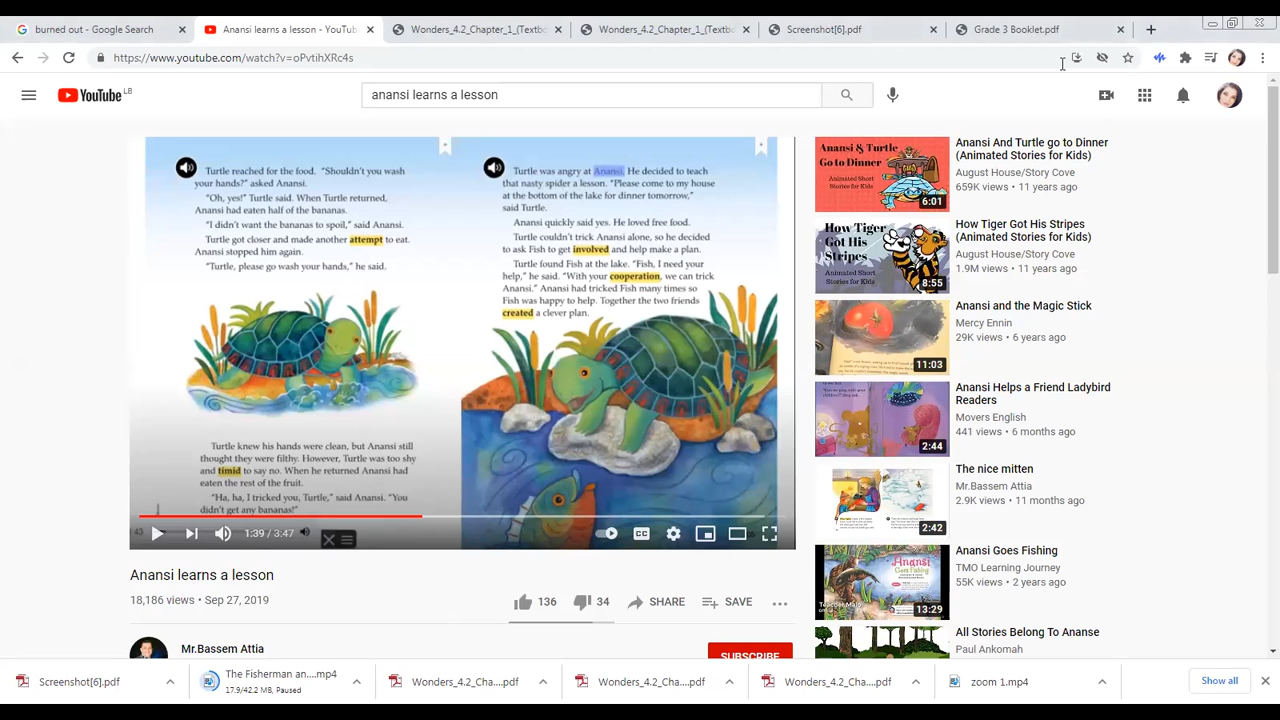 burned out - Google Search
Anansi learns a lesson - YouTub
Wonders_4.2_Chapter_1_(Textbo
Wonders_4.2_Chapter_1_(Textbo
Screenshot[6].pdf
Grade 3 Booklet.pdf
https://www.youtube.com/watch?v=oPvtihXRc4s
YouTube LB
anansi learns a lesson
Turtle reached for the food. "Shouldn't you wash
your hands?" asked Anansi.
"Oh, yes!" Turtle said. When Turtle returned,
Anansi had eaten half of the bananas.
"I didn't want the bananas to spoil," said Anansi.
Turtle got closer and made another attempt to eat.
Anansi stopped him again.
"Turtle, please go wash your hands," he said.
Turtle knew his hands were clean, but Anansi still
thought they were filthy. However, Turtle was too shy
and timid to say no. When he returned Anansi had
eaten the rest of the fruit.
"Ha, ha, I tricked you, Turtle," said Anansi. "You
didn't get any bananas!"
Turtle was angry at Anansi. He decided to teach
that nasty spider a lesson. "Please come to my house
at the bottom of the lake for dinner tomorrow,"
said Turtle.
Anansi quickly said yes. He loved free food.
Turtle couldn't trick Anansi alone, so he decided
to ask Fish to get involved and help make a plan.
Turtle found Fish at the lake. "Fish, I need your
help," he said. "With your cooperation, we can trick
Anansi." Anansi had tricked Fish many times so
Fish was happy to help. Together the two friends
created a clever plan.
1:39 / 3:47
CC
Anansi learns a lesson
18,186 views • Sep 27, 2019
136
34
SHARE
SAVE
Mr.Bassem Attia
SUBSCRIBE
Anansi & Turtle
Go to Dinner
Animated Short
Stories for Kids
6:01
Anansi And Turtle go to Dinner
(Animated Stories for Kids)
August House/Story Cove
659K views • 11 years ago
How Tiger
Got His
Stripes
Animated Short
Stories for Kids
8:55
How Tiger Got His Stripes
(Animated Stories for Kids)
August House/Story Cove
1.9M views • 11 years ago
11:03
Anansi and the Magic Stick
Mercy Ennin
29K views • 6 years ago
2:44
Anansi Helps a Friend Ladybird
Readers
Movers English
441 views • 6 months ago
2:42
The nice mitten
Mr.Bassem Attia
2.9K views • 11 months ago
Anansi
Goes Fishing
13:29
Anansi Goes Fishing
TMO Learning Journey
55K views • 2 years ago
All Stories Belong To Ananse
Paul Ankomah
Screenshot[6].pdf
The Fisherman an....mp4
17.9/42.2 MB, Paused
Wonders_4.2_Cha....pdf
Wonders_4.2_Cha....pdf
Wonders_4.2_Cha....pdf
zoom 1.mp4
Show all